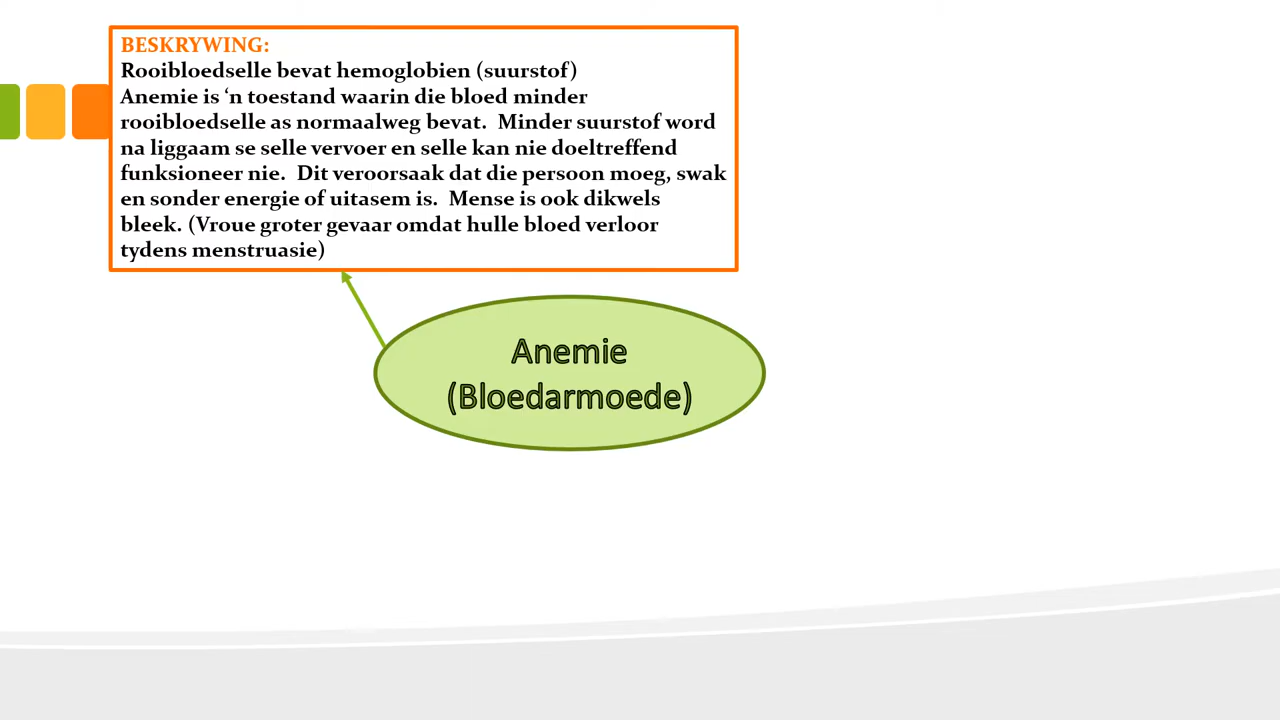 BESKRYWING:
Rooibloedselle bevat hemoglobien (suurstof)
Anemie is ‘n toestand waarin die bloed minder
rooibloedselle as normaalweg bevat.  Minder suurstof word
na liggaam se selle vervoer en selle kan nie doeltreffend
funksioneer nie.  Dit veroorsaak dat die persoon moeg, swak
en sonder energie of uitasem is.  Mense is ook dikwels
bleek. (Vroue groter gevaar omdat hulle bloed verloor
tydens menstruasie)
Anemie
(Bloedarmoede)